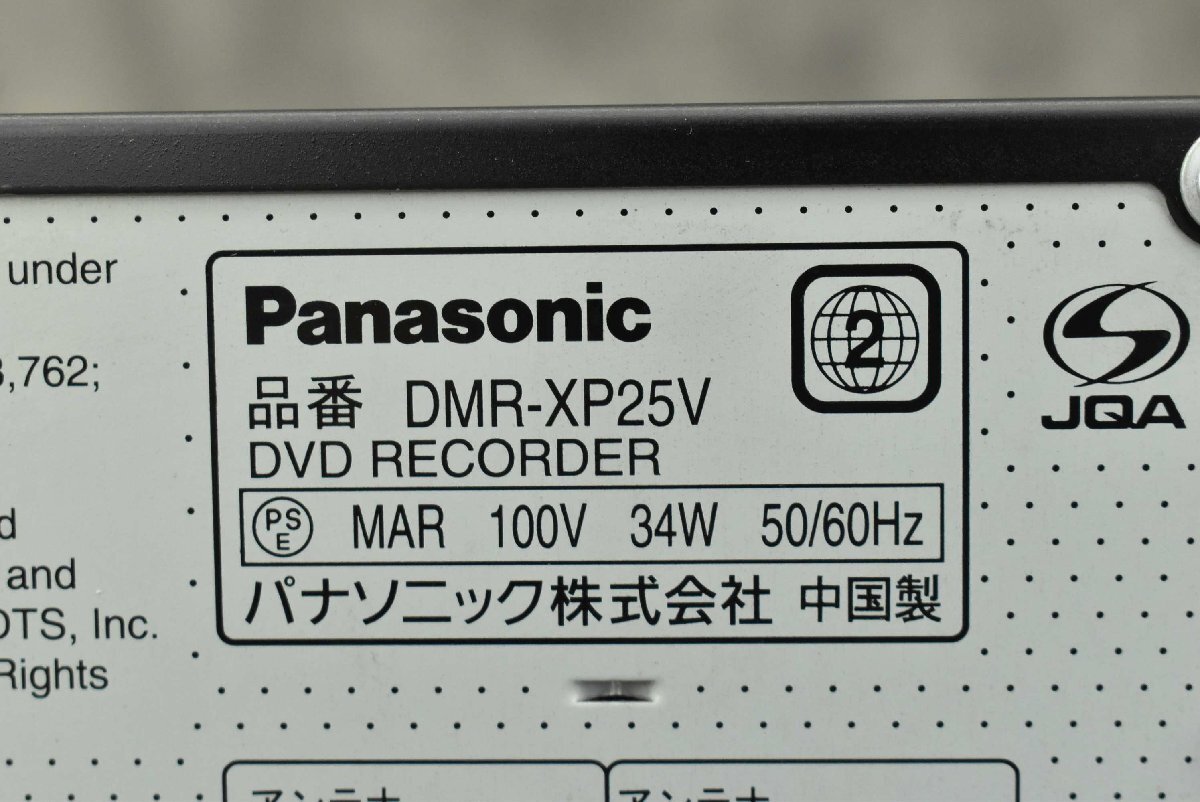 under
,762;
d
and
DTS, Inc.
Rights
Panasonic
2
品番 DMR-XP25V
DVD RECORDER
PSE MAR 100V 34W 50/60Hz
パナソニック株式会社 中国製
JQA
アンテナ アンテナ